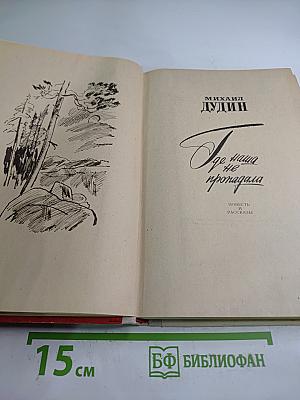 МИХАИЛ
ДУДИН
Где наша
не
пропадала
ПОВЕСТЬ
И
РАССКАЗЫ
15 см
БФ БИБЛИОФАН